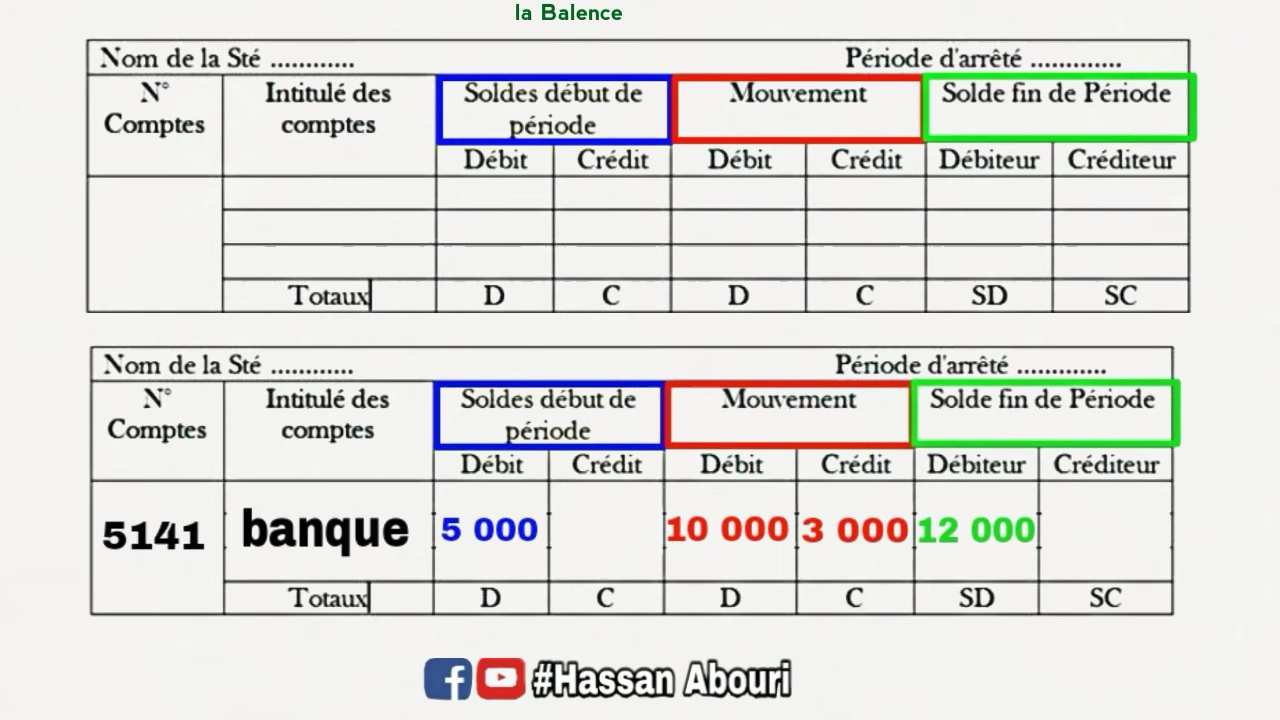 la Balence
Nom de la Sté ............ Période d'arrêté .............
N° Comptes Intitulé des comptes Soldes début de période Mouvement Solde fin de Période
Débit Crédit Débit Crédit Débiteur Créditeur
Totaux D C D C SD SC
Nom de la Sté ............ Période d'arrêté .............
N° Comptes Intitulé des comptes Soldes début de période Mouvement Solde fin de Période
Débit Crédit Débit Crédit Débiteur Créditeur
5141 banque 5 000 10 000 3 000 12 000
Totaux D C D C SD SC
#Hassan Abouri